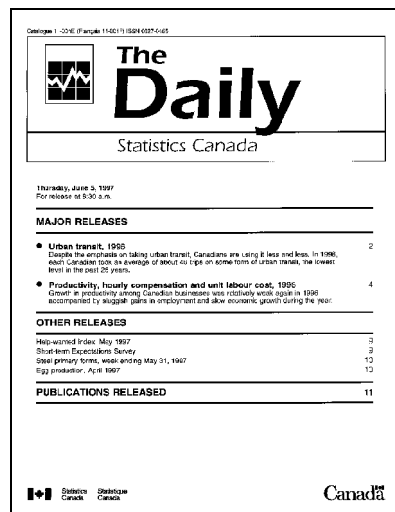 Catalogue 11-001E (Français 11-001F) ISSN 0827-0465
The
Daily
Statistics Canada
Thursday, June 5, 1997
For release at 8:30 a.m.
MAJOR RELEASES
● Urban transit, 1996 2
Despite the emphasis on taking urban transit, Canadians are using it less and less. In 1996,
each Canadian took an average of about 48 trips on some form of urban transit, the lowest
level in the past 25 years.
● Productivity, hourly compensation and unit labour cost, 1996 4
Growth in productivity among Canadian businesses was relatively weak again in 1996
accompanied by sluggish gains in employment and slow economic growth during the year.
OTHER RELEASES
Help-wanted Index, May 1997 9
Short-term Expectations Survey 9
Steel primary forms, week ending May 31, 1997 10
Egg production, April 1997 10
PUBLICATIONS RELEASED 11
Statistics Statistique
Canada Canada
Canada